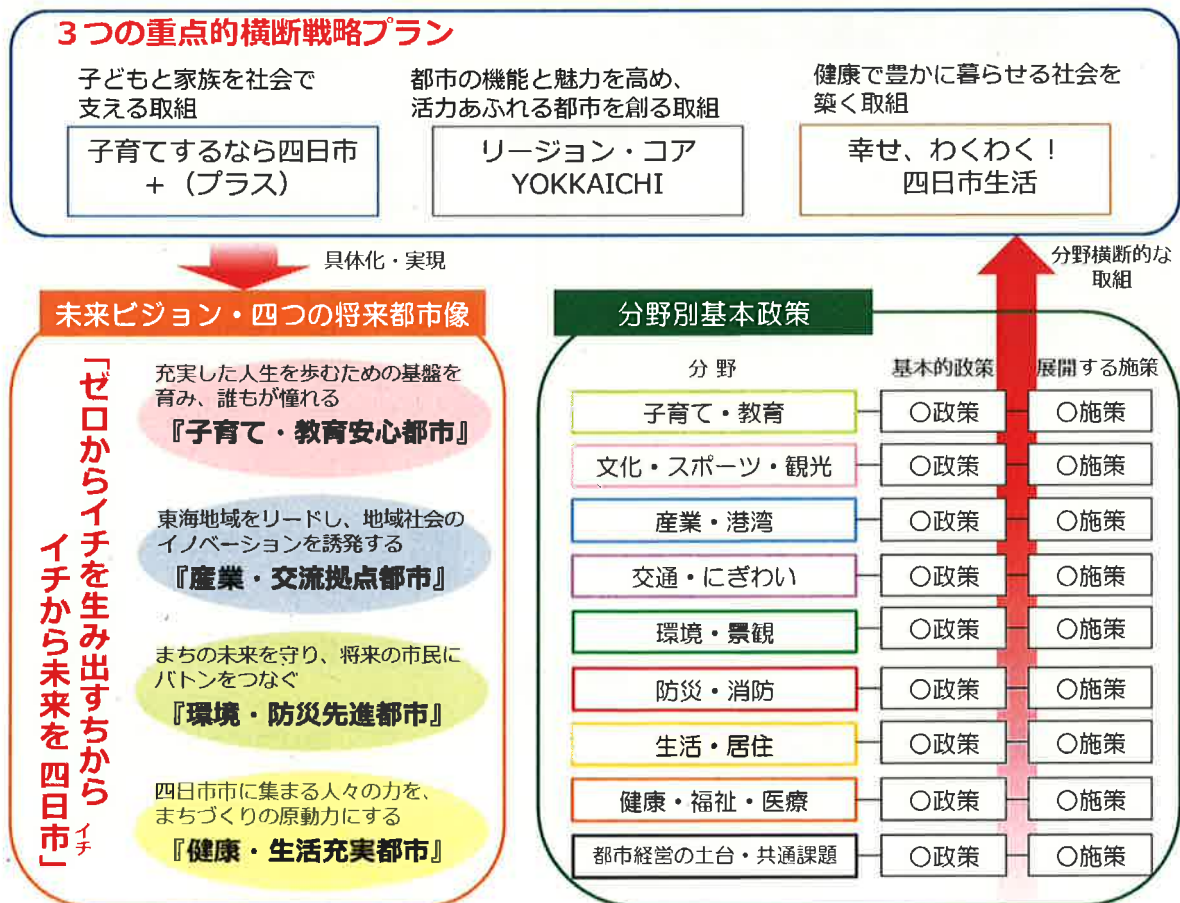 3つの重点的横断戦略プラン
子どもと家族を社会で
支える取組
子育てするなら四日市
+（プラス）
都市の機能と魅力を高め、
活力あふれる都市を創る取組
リージョン・コア
YOKKAICHI
健康で豊かに暮らせる社会を
築く取組
幸せ、わくわく！
四日市生活
具体化・実現
分野横断的な
取組
未来ビジョン・四つの将来都市像
「ゼロからイチを生み出すちから
イチから未来を 四日市」
イチ
充実した人生を歩むための基盤を
育み、誰もが憧れる
『子育て・教育安心都市』
東海地域をリードし、地域社会の
イノベーションを誘発する
『産業・交流拠点都市』
まちの未来を守り、将来の市民に
バトンをつなぐ
『環境・防災先進都市』
四日市市に集まる人々の力を、
まちづくりの原動力にする
『健康・生活充実都市』
分野別基本政策
分野 基本的政策 展開する施策
子育て・教育 〇政策 〇施策
文化・スポーツ・観光 〇政策 〇施策
産業・港湾 〇政策 〇施策
交通・にぎわい 〇政策 〇施策
環境・景観 〇政策 〇施策
防災・消防 〇政策 〇施策
生活・居住 〇政策 〇施策
健康・福祉・医療 〇政策 〇施策
都市経営の土台・共通課題 〇政策 〇施策